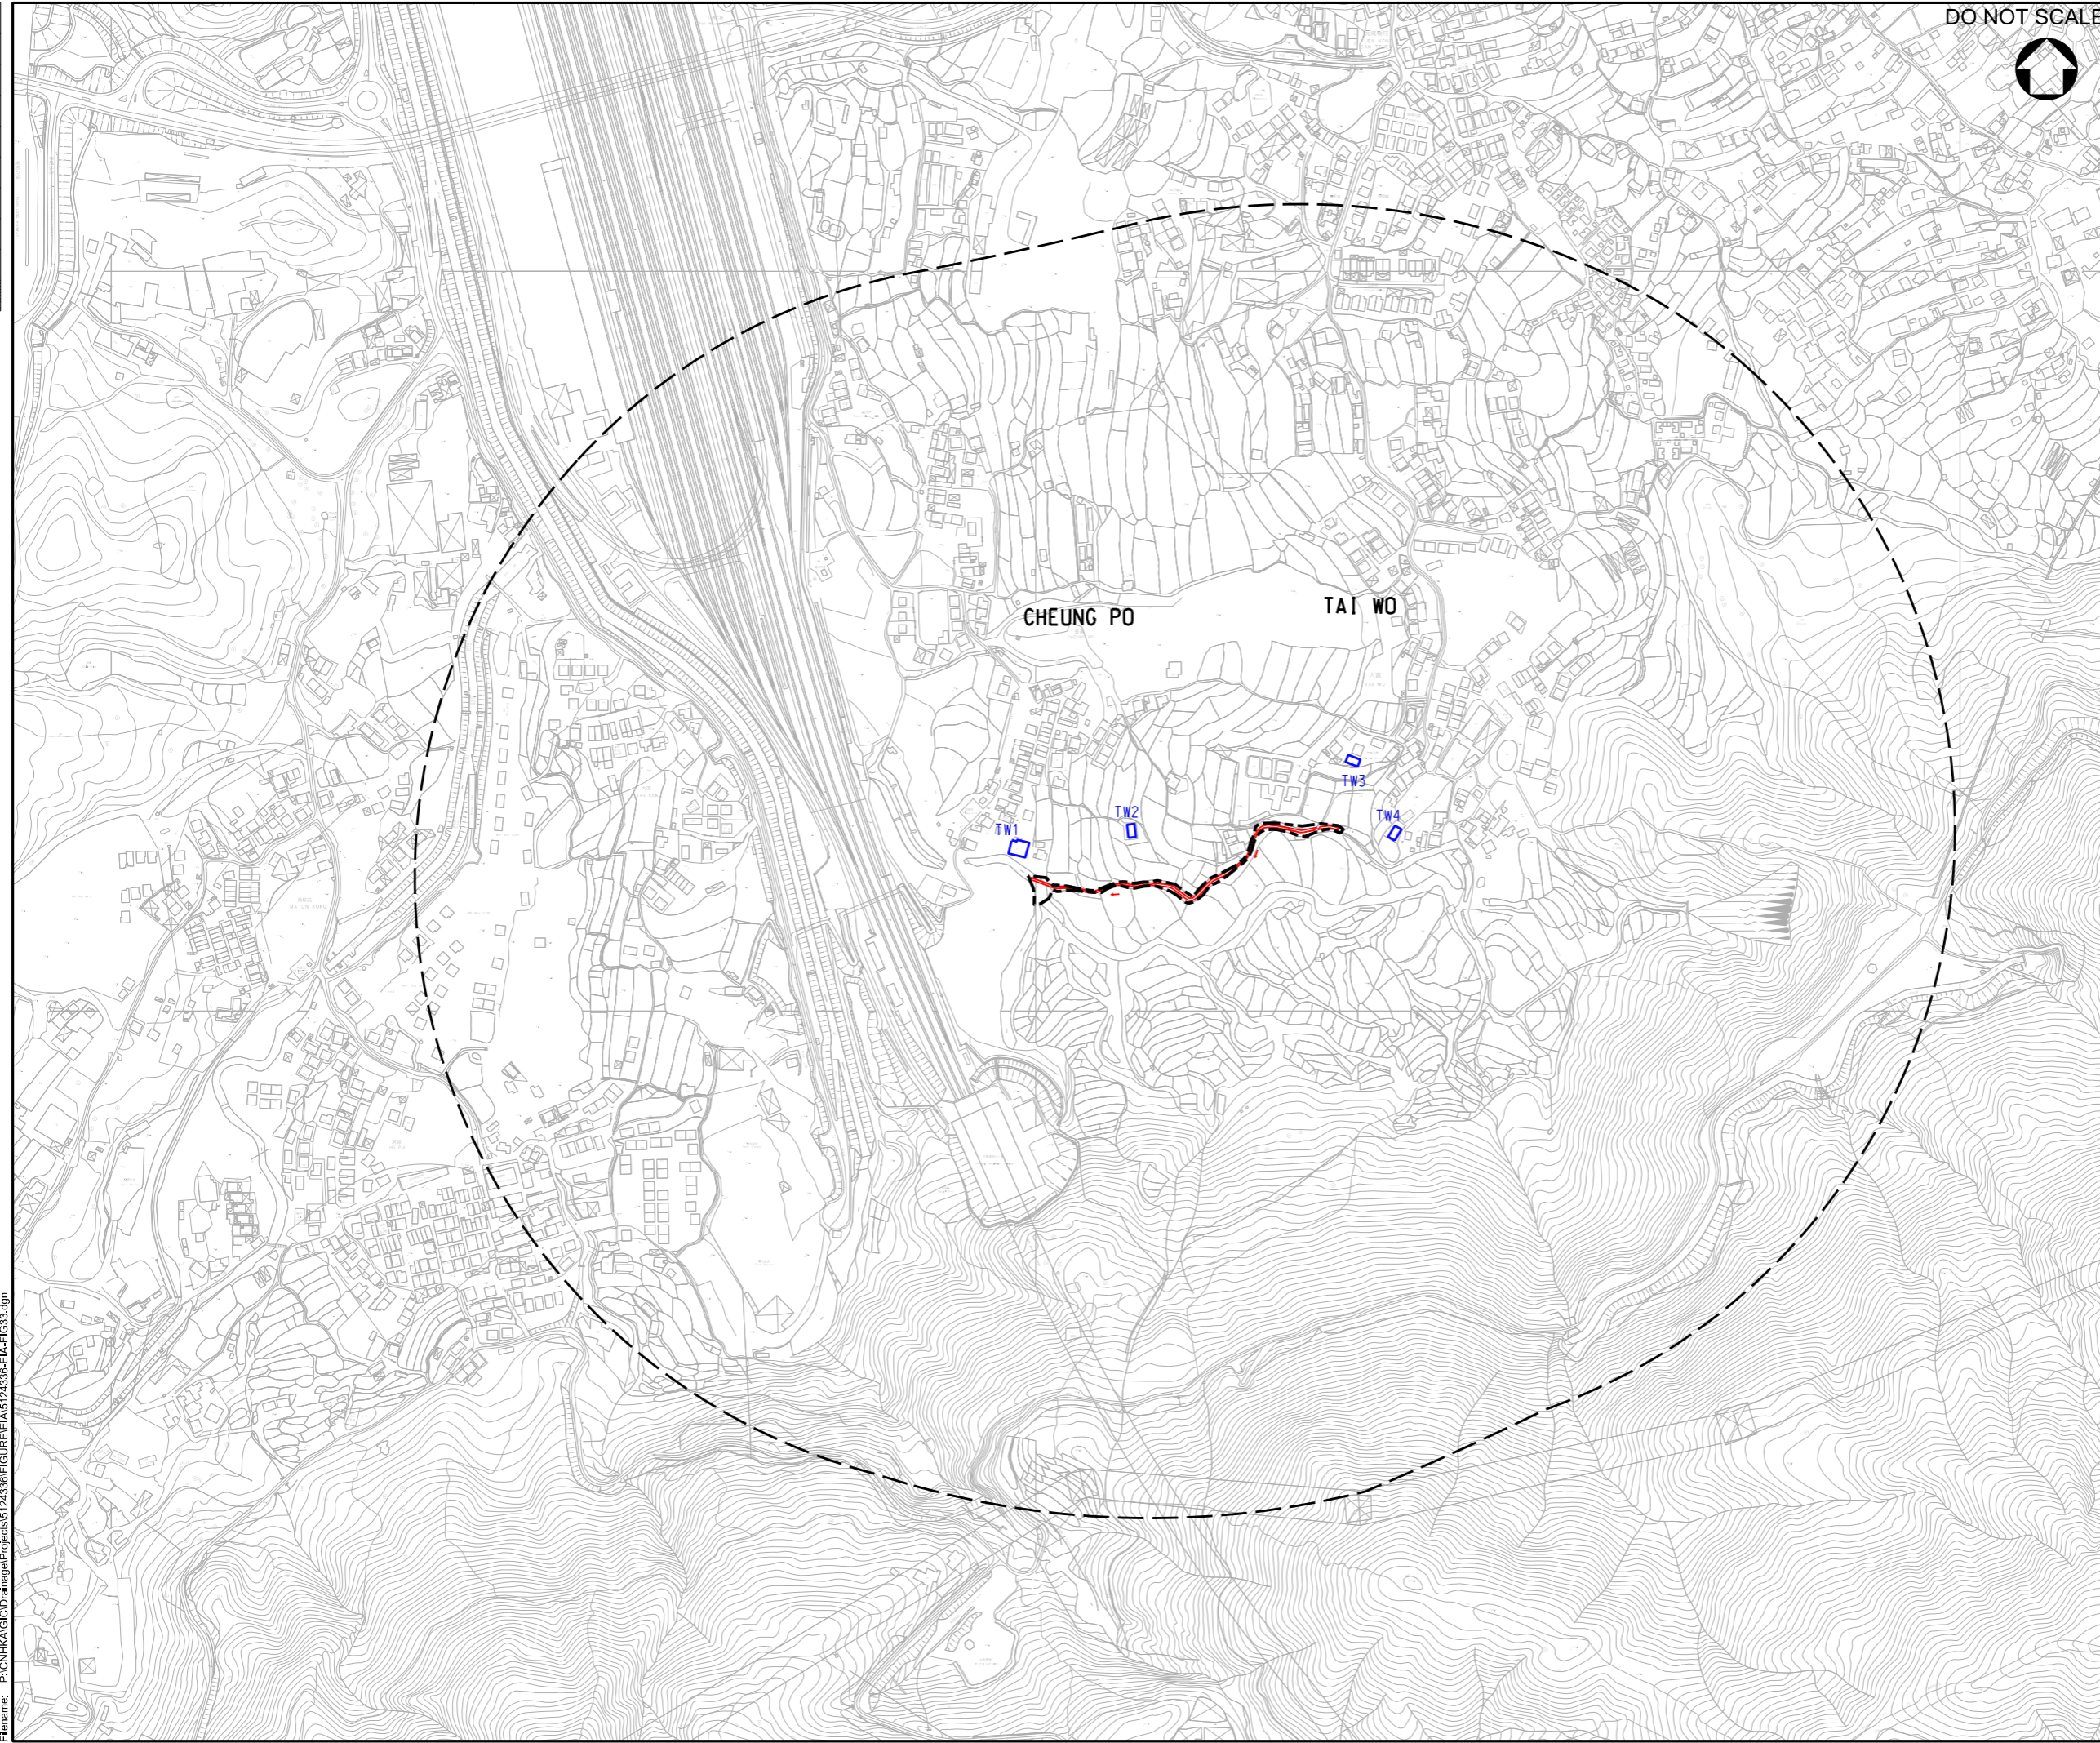 DO NOT SCALE
CHEUNG PO
TAI WO
TW3
TW2
TW4
TW1
Filename: P:\CNHKA\GIC\Drainage\Projects\5124336\FIGURE\EIA\5124336-EIA-FIG33.dgn